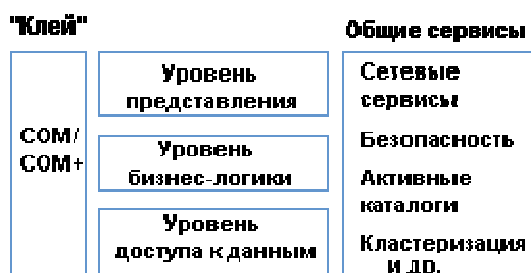 "Клей"
COM/
COM+
Уровень
представления
Уровень
бизнес-логики
Уровень
доступа к данным
Общие сервисы
Сетевые
сервисы
Безопасность
Активные
каталоги
Кластеризация
и др.